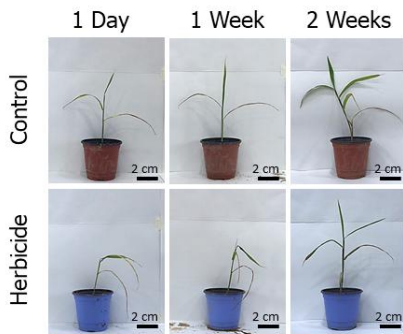 1 Day 1 Week 2 Weeks
Control
2 cm 2 cm 2 cm
Herbicide
2 cm 2 cm 2 cm